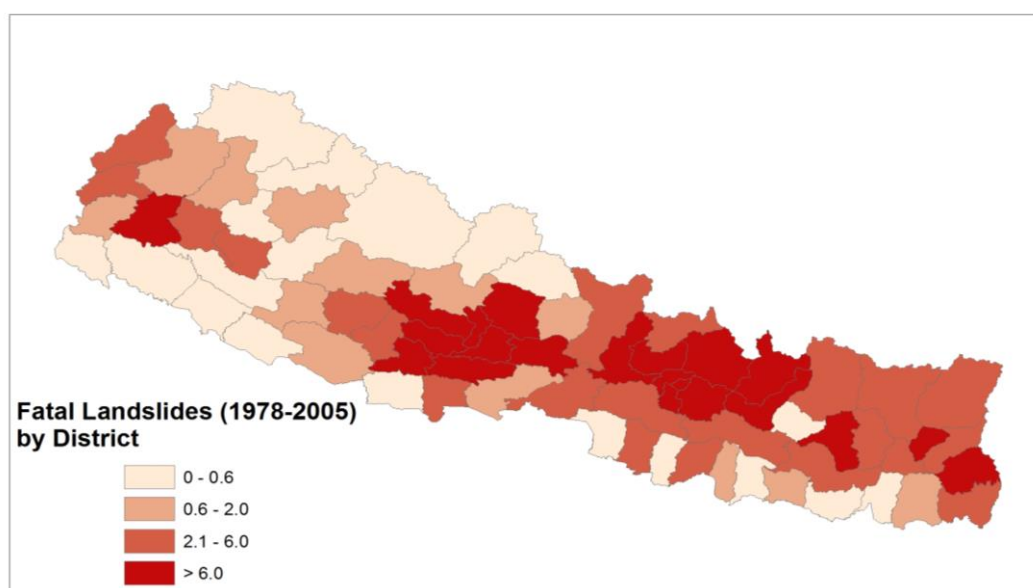 Fatal Landslides (1978-2005)
by District
0 - 0.6
0.6 - 2.0
2.1 - 6.0
> 6.0